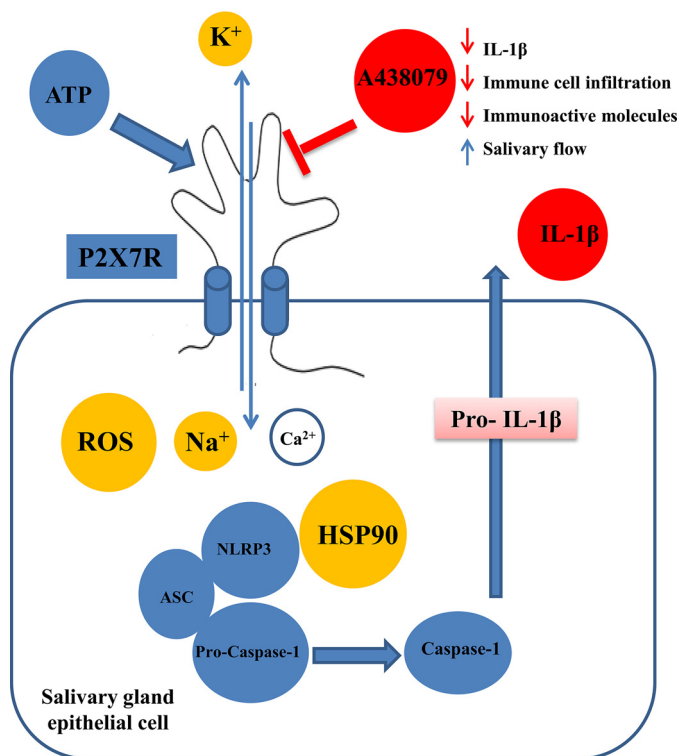 K⁺
ATP
A438079
IL-1β
Immune cell infiltration
Immunoactive molecules
Salivary flow
IL-1β
P2X7R
Pro- IL-1β
ROS
Na⁺
Ca²⁺
HSP90
NLRP3
ASC
Pro-Caspase-1
Caspase-1
Salivary gland
epithelial cell